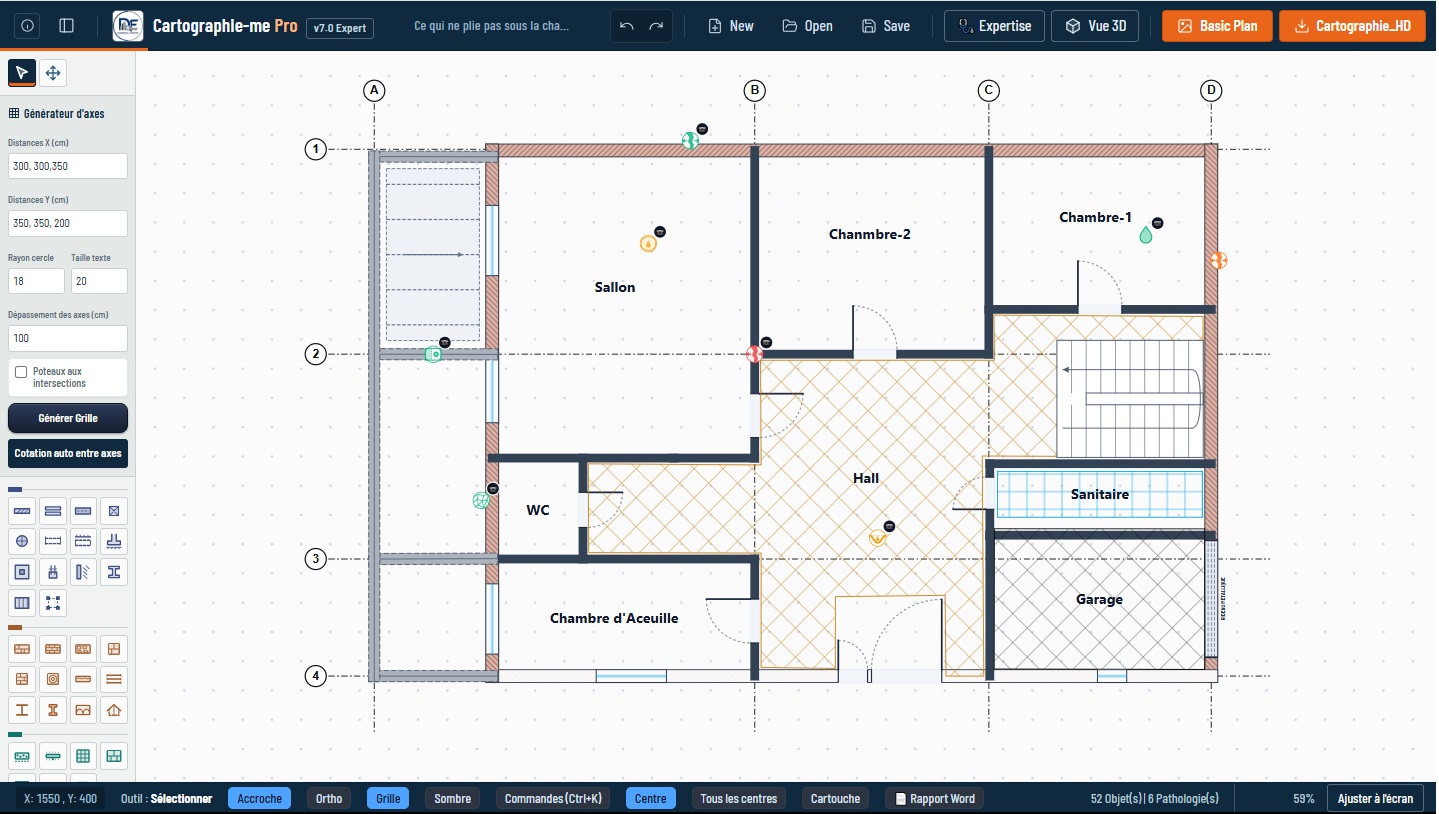 Cartographie-me Pro
v7.0 Expert
Ce qui ne plie pas sous la cha...
New
Open
Save
Expertise
Vue 3D
Basic Plan
Cartographie_HD
Générateur d'axes
Distances X (cm)
300, 300,350
Distances Y (cm)
350, 350, 200
Rayon cercle
Taille texte
18
20
Dépassement des axes (cm)
100
Poteaux aux
intersections
Générer Grille
Cotation auto entre axes
A
B
C
D
1
2
3
4
Sallon
Chanmbre-2
Chambre-1
Hall
WC
Sanitaire
Garage
Chambre d'Aceuille
X: 1550 , Y: 400
Outil : Sélectionner
Accroche
Ortho
Grille
Sombre
Commandes (Ctrl+K)
Centre
Tous les centres
Cartouche
Rapport Word
52 Objet(s) | 6 Pathologie(s)
59%
Ajuster à l'écran